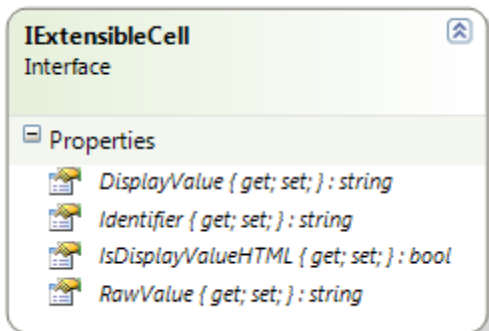 IExtensibleCell
Interface
Properties
DisplayValue { get; set; } : string
Identifier { get; set; } : string
IsDisplayValueHTML { get; set; } : bool
RawValue { get; set; } : string